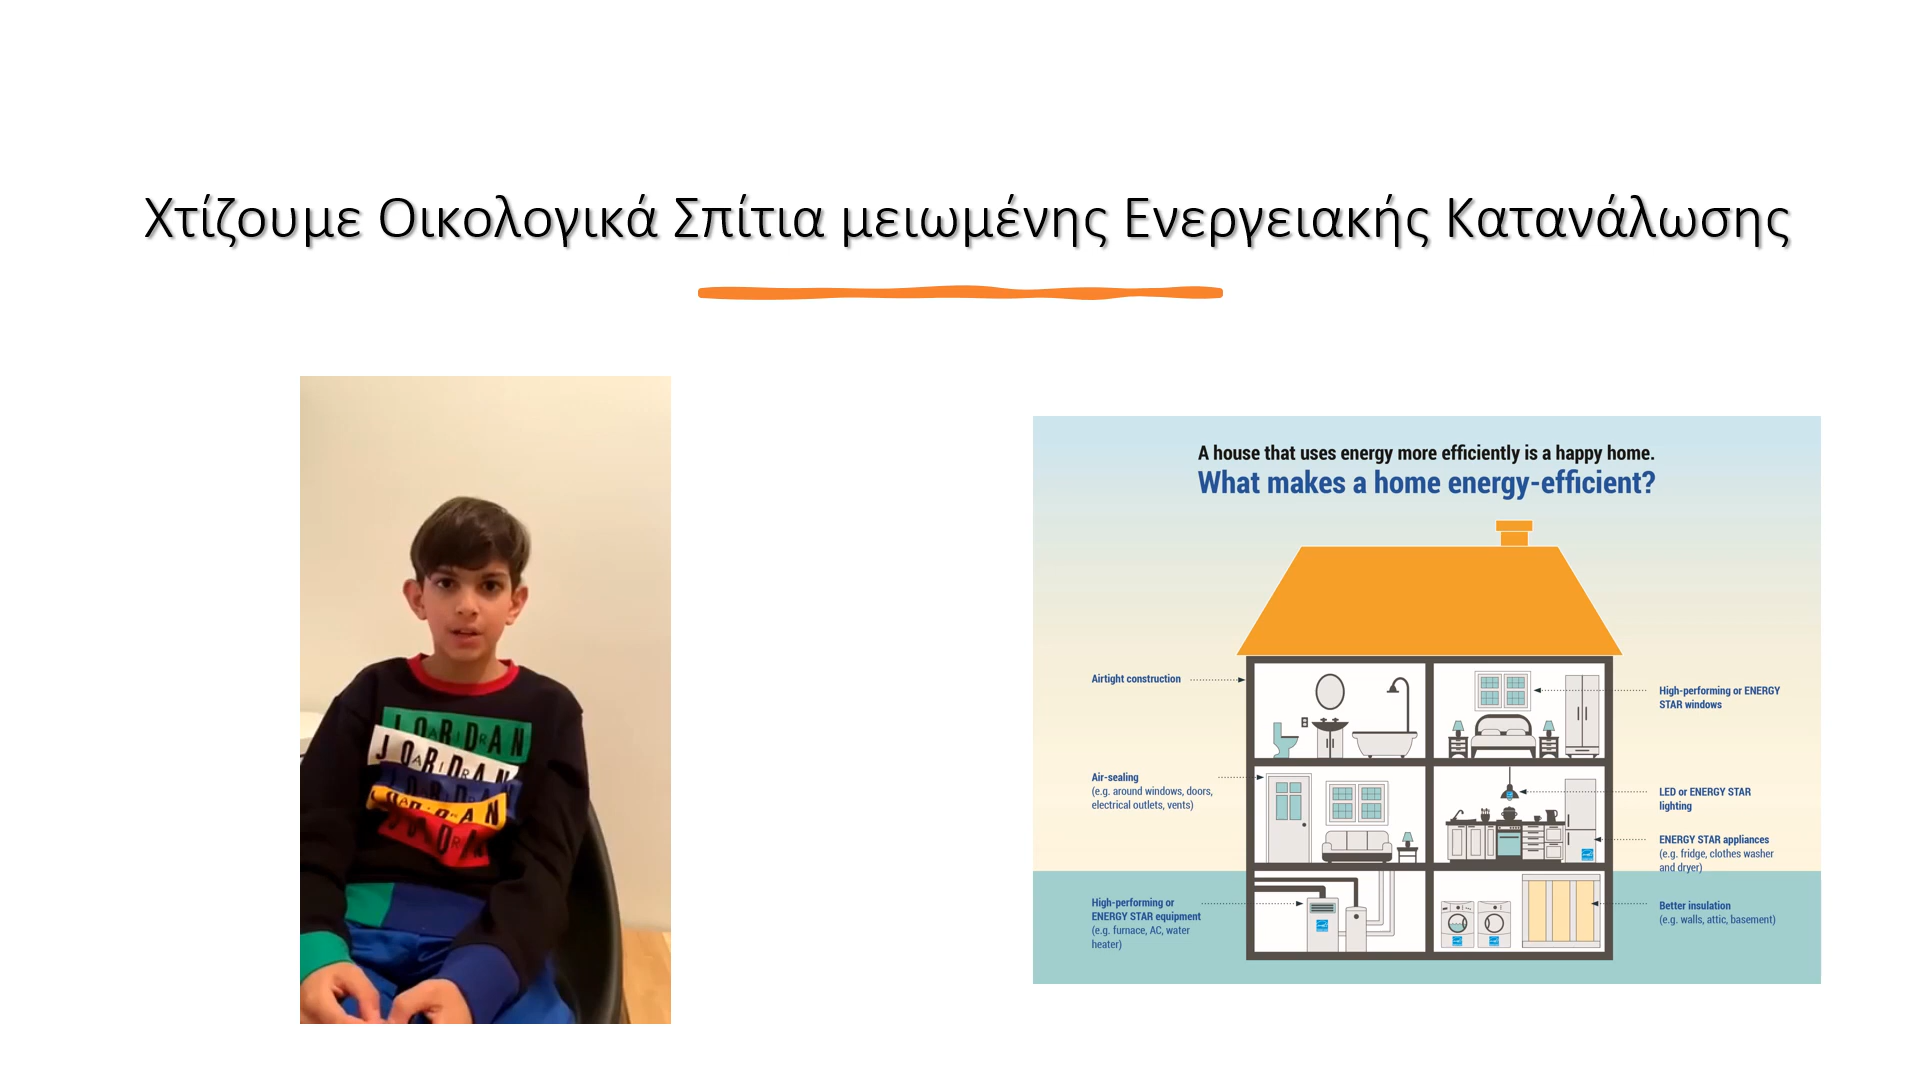 Χτίζουμε Οικολογικά Σπίτια μειωμένης Ενεργειακής Κατανάλωσης
JORDAN
JORDAN
JORDAN
A house that uses energy more efficiently is a happy home.
What makes a home energy-efficient?
Airtight construction
Air-sealing
(e.g. around windows, doors,
electrical outlets, vents)
High-performing or
ENERGY STAR equipment
(e.g. furnace, AC, water
heater)
High-performing or ENERGY
STAR windows
LED or ENERGY STAR
lighting
ENERGY STAR appliances
(e.g. fridge, clothes washer
and dryer)
Better insulation
(e.g. walls, attic, basement)